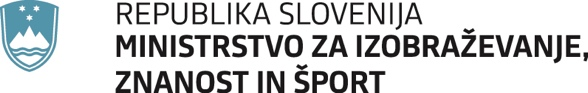 REPUBLIKA SLOVENIJA
MINISTRSTVO ZA IZOBRAŽEVANJE,
ZNANOST IN ŠPORT